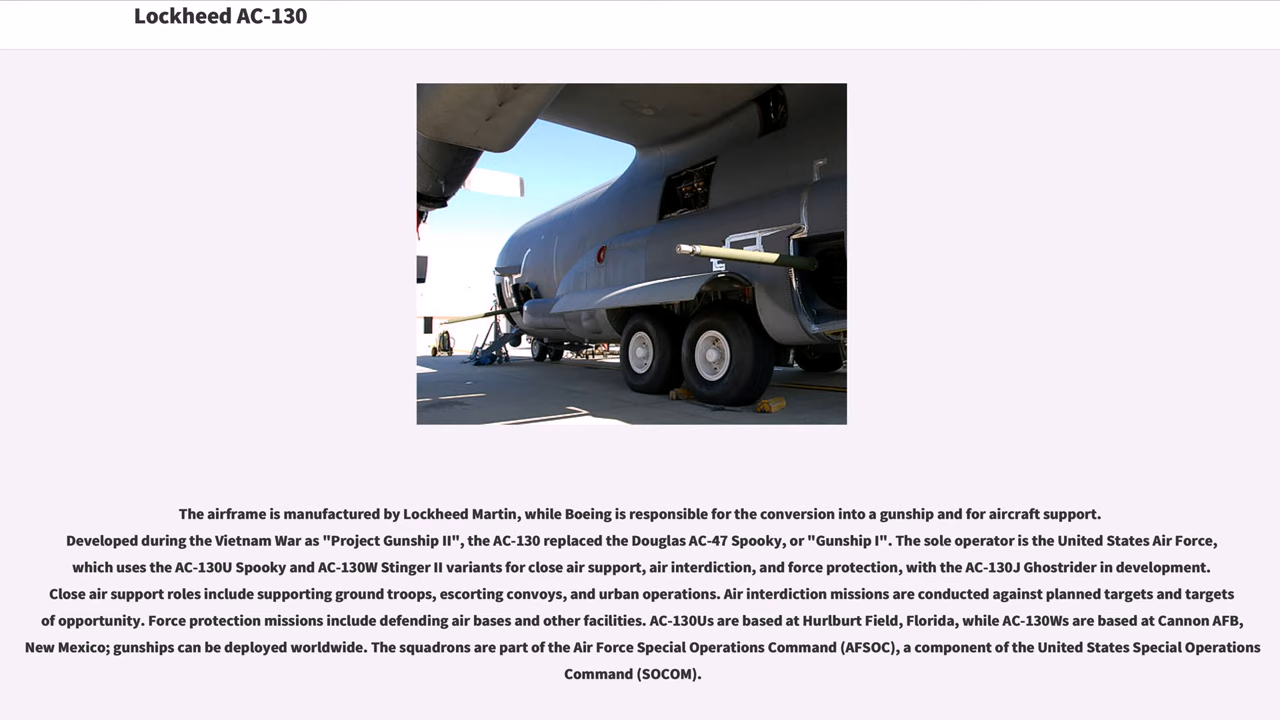 Lockheed AC-130
The airframe is manufactured by Lockheed Martin, while Boeing is responsible for the conversion into a gunship and for aircraft support.
Developed during the Vietnam War as "Project Gunship II", the AC-130 replaced the Douglas AC-47 Spooky, or "Gunship I". The sole operator is the United States Air Force,
which uses the AC-130U Spooky and AC-130W Stinger II variants for close air support, air interdiction, and force protection, with the AC-130J Ghostrider in development.
Close air support roles include supporting ground troops, escorting convoys, and urban operations. Air interdiction missions are conducted against planned targets and targets
of opportunity. Force protection missions include defending air bases and other facilities. AC-130Us are based at Hurlburt Field, Florida, while AC-130Ws are based at Cannon AFB,
New Mexico; gunships can be deployed worldwide. The squadrons are part of the Air Force Special Operations Command (AFSOC), a component of the United States Special Operations
Command (SOCOM).